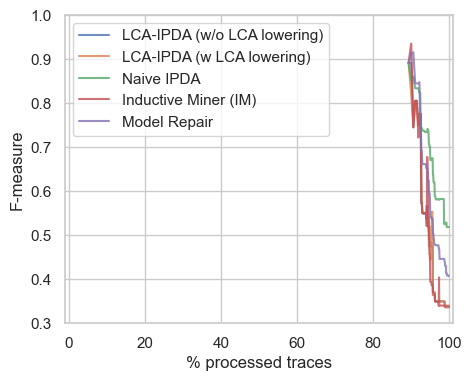 LCA-IPDA (w/o LCA lowering)
LCA-IPDA (w LCA lowering)
Naive IPDA
Inductive Miner (IM)
Model Repair
F-measure
1.0
0.9
0.8
0.7
0.6
0.5
0.4
0.3
0 20 40 60 80 100
% processed traces